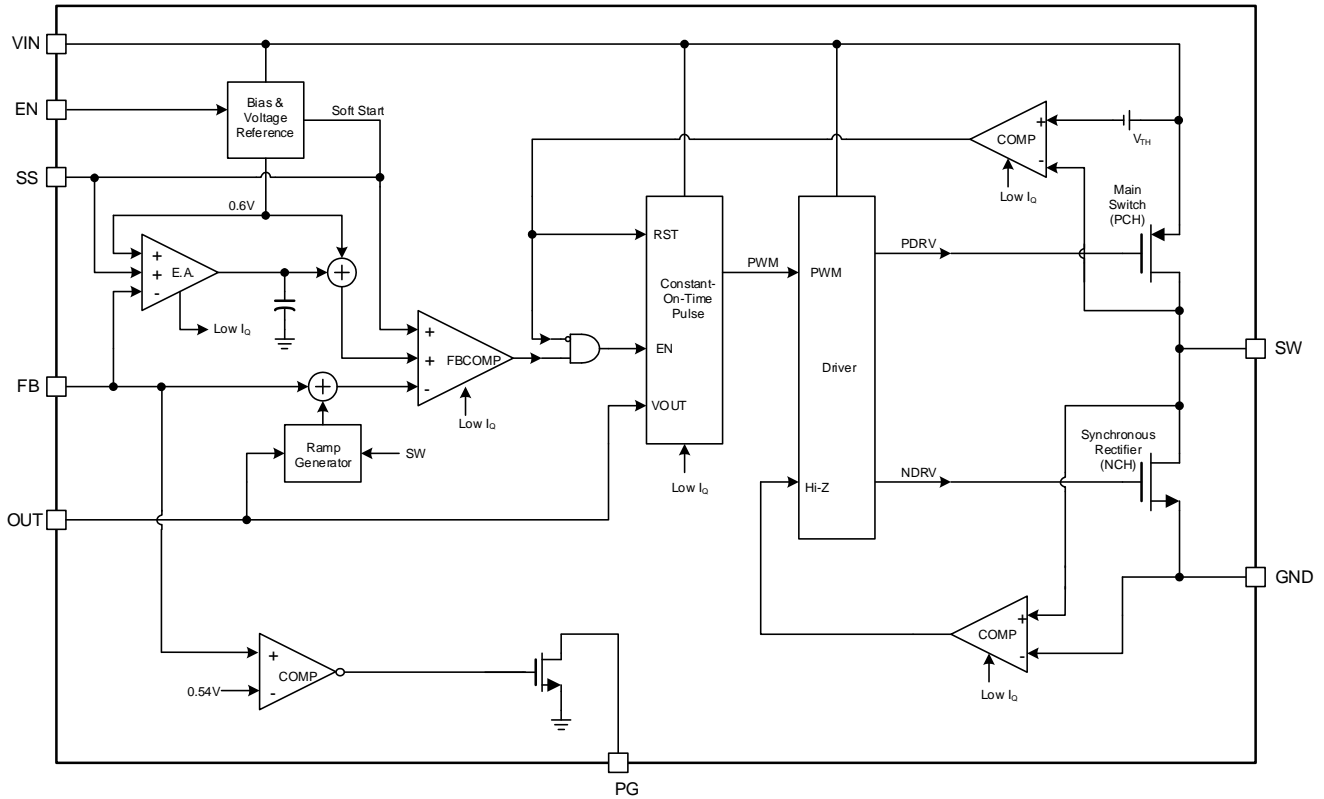 VIN
EN
SS
FB
OUT
Bias &
Voltage
Reference
Soft Start
0.6V
+
+
-
E.A.
Low IQ
+
+
+
+
-
FBCOMP
Low IQ
Ramp
Generator
SW
RST
Constant-
On-Time
Pulse
EN
VOUT
Low IQ
PWM
PWM
Driver
Hi-Z
PDRV
NDRV
COMP
+
-
Low IQ
VTH
Main
Switch
(PCH)
SW
Synchronous
Rectifier
(NCH)
GND
COMP
+
-
Low IQ
+
-
COMP
0.54V
PG